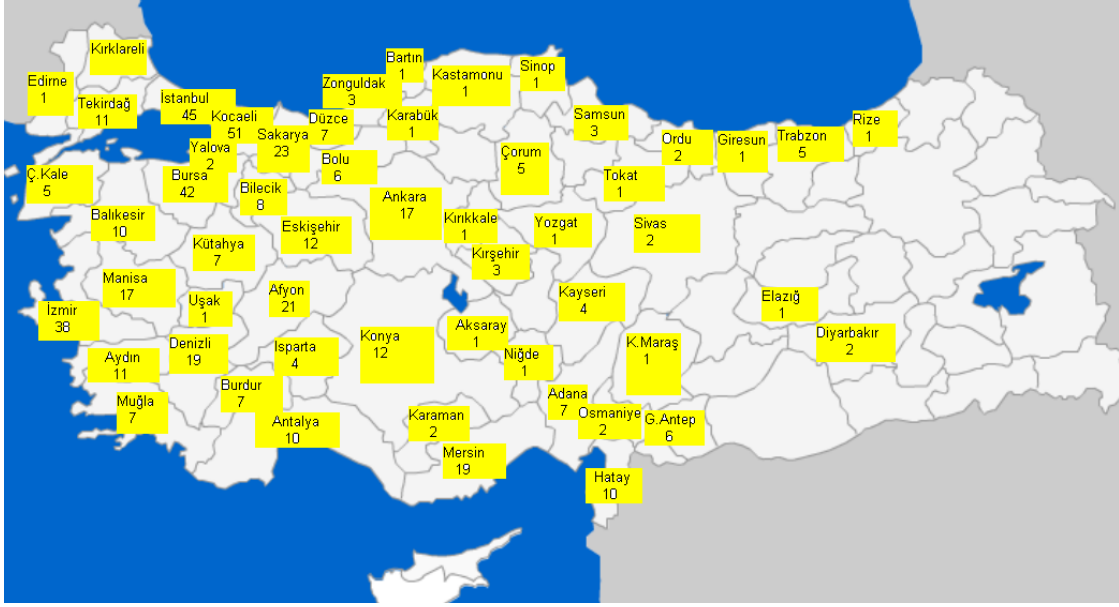 Kırklareli
Edirne
1
Tekirdağ
11
İstanbul
45
Kocaeli
51
Yalova
2
Sakarya
23
Düzce
7
Zonguldak
3
Bartın
1
Karabük
1
Kastamonu
1
Sinop
1
Samsun
3
Ordu
2
Giresun
1
Trabzon
5
Rize
1
Ç.Kale
5
Bursa
42
Bilecik
8
Bolu
6
Çorum
5
Tokat
1
Balıkesir
10
Kütahya
7
Eskişehir
12
Ankara
17
Kırıkkale
1
Kırşehir
3
Yozgat
1
Sivas
2
Manisa
17
İzmir
38
Uşak
1
Afyon
21
Kayseri
4
Elazığ
1
Diyarbakır
2
Aydın
11
Denizli
19
Isparta
4
Konya
12
Aksaray
1
Niğde
1
K.Maraş
1
Muğla
7
Burdur
7
Antalya
10
Karaman
2
Mersin
19
Adana
7
Osmaniye
2
G.Antep
6
Hatay
10